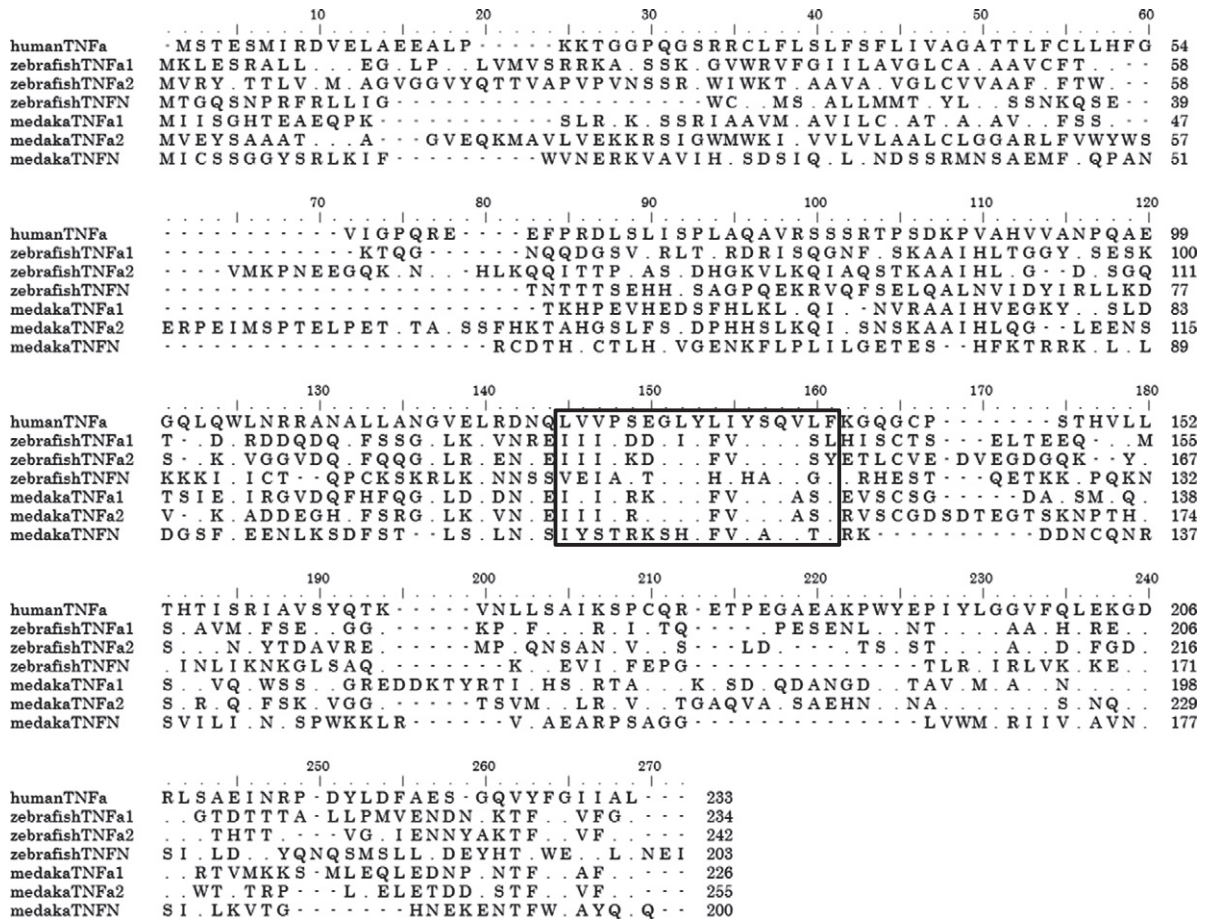 10 20 30 40 50 60
humanTNFa -MSTESMIRDVELAEEALP-----KKTGGPQGSRRCLFLSLFSFLIVAGATTLFCLLHFG 54
zebrafishTNFa1 MKLESRALL...EG.LP..LVMVSRRKA.SSK.GVWRVFGIILAVGLCA.AAVCFT..-- 58
zebrafishTNFa2 MVRY.TTLV.M.AGVGGVYQTTVAPVPVNSSR.WIWKT.AAVA.VGLCVVAAF.FTW.-- 58
zebrafishTNFN MTGQSNPRFRLLIG-------------------WC..MS.ALLMMT.YL..SSNKQSE-- 39
medakaTNFa1 MIISGHTEAEQPK-----------SLR.K.SSRIAAVM.AVILC.AT.A.AV..FSS.-- 47
medakaTNFa2 MVEYSAAAT..A---GVEQKMAVLVEKKRSIGWMWKI.VVLVLAALCLGGARLFVWYWS 57
medakaTNFN MICSSGGYSRLKIF---------WVNERKVAVIH.SDSIQ.L.NDSSRMNSAEMF.QPAN 51
70 80 90 100 110 120
humanTNFa -----------VIGPQRE----EFPRDLSLISPLAQAVRSSSRTPSDKPVAHVVANPQAE 99
zebrafishTNFa1 ------------KTQG------NQQDGSV.RLT.RDRISQGNF.SKAAIHLTGGY.SESK 100
zebrafishTNFa2 ----VMKPNEEGQK.N..HLKQQITTP.AS.DHGKVLKQIAQSTKAAIHL.G--D.SGQ 111
zebrafishTNFN ----------------------TNTTTSEHH.SAGPQEKRVQFSELQALNVIDYIRLLKD 77
medakaTNFa1 -----------------------TKHPEVHEDSFHLKL.QI..NVRAAIHVEGKY..SLD 83
medakaTNFa2 ERPEIMSPTELPET.TA.SSFHKTAHGSLFS.DPHHSLKQI.SNSKAAIHLQG--LEENS 115
medakaTNFN --------------------RCDTH.CTLH.VGENKFLPLILGETES--HFKTRRK.L.L 89
130 140 150 160 170 180
humanTNFa GQLQWLNRRANALLANGVELRDNQLVVPSEGLYLIYSQVLFKGQGCP----STHVLL 152
zebrafishTNFa1 T-.D.RDDQDQ.FSSG.LK.VNREIII.DD.I.FV....SLHISCTS---ELTEEQ..M 155
zebrafishTNFa2 S-.K.VGGVDQ.FQQG.LR.EN.EIII.KD...FV....SYETLCVE-DVEGDGQK..Y. 167
zebrafishTNFN KKKI.ICT--QPCKSKRLK.NNSSVEIA.T...H.HA..G..RHEST---QETKK.PQKN 132
medakaTNFa1 TSIE.IRGVDQFHFQG.LD.DN.EI.I.RK...FV...AS.EVSCSG----DA.SM.Q. 138
medakaTNFa2 V-.K.ADDEGH.FSRG.LK.VN.EIII.R....FV...AS.RVSCGDSDTEGTSKNPTH. 174
medakaTNFN DGSF.EENLKSDFST..LS.LN.SIYSTRKSH.FV.A..T.RK----------DDNCQNR 137
190 200 210 220 230 240
humanTNFa THTISRIAVSYQTK-----VNLLSAIKSPCQR-ETPEGAEAKPWYEPIYLGGVFQLEKGD 206
zebrafishTNFa1 S.AVM.FSE..GG.-----KP.F...R.I.TQ-----PESENL..NT....AA.H.RE.. 206
zebrafishTNFa2 S...N.YTDAVRE.-----MP.QNSAN.V..S--.LD....TS.ST....A..D.FGD. 216
zebrafishTNFN .INLIKNKGLSAQ.------.K..EVI.FEPG--------------TLR.IRLVK.KE.. 171
medakaTNFa1 S..VQ.WSS..GREDDKTYRTI.HS.RTA...K.SD.QDANGD..TAV.M.A..N..... 198
medakaTNFa2 S.R.Q.FSK.VGG.-----TSVM..LR.V..TGAQVA.SAEHN..NA.....S.NQ.. 229
medakaTNFN SVILI.N.SPWKKLR------.V.AEARPSAGG-------------LVWM.RIIV.AVN. 177
250 260 270
humanTNFa RLSAEINRP-DYLDFAES-GQVYFGIIAL--- 233
zebrafishTNFa1 ..GTDTTTA-LLPMVENDN.KTF..VFG.--- 234
zebrafishTNFa2 ...THTT..--.VG.IENNYAKTF..VF.--- 242
zebrafishTNFN SI.LD..YQNQSMSLL.DEYHT.WE..L.NEI 203
medakaTNFa1 ..RTVMKKS-MLEQLEDNP.NTF..AF.--- 226
medakaTNFa2 ..WT.TRP--.L.ELETDD.STF..VF.--- 255
medakaTNFN SI.LKVTG-------HNEKENTFW.AYQ.Q-- 200